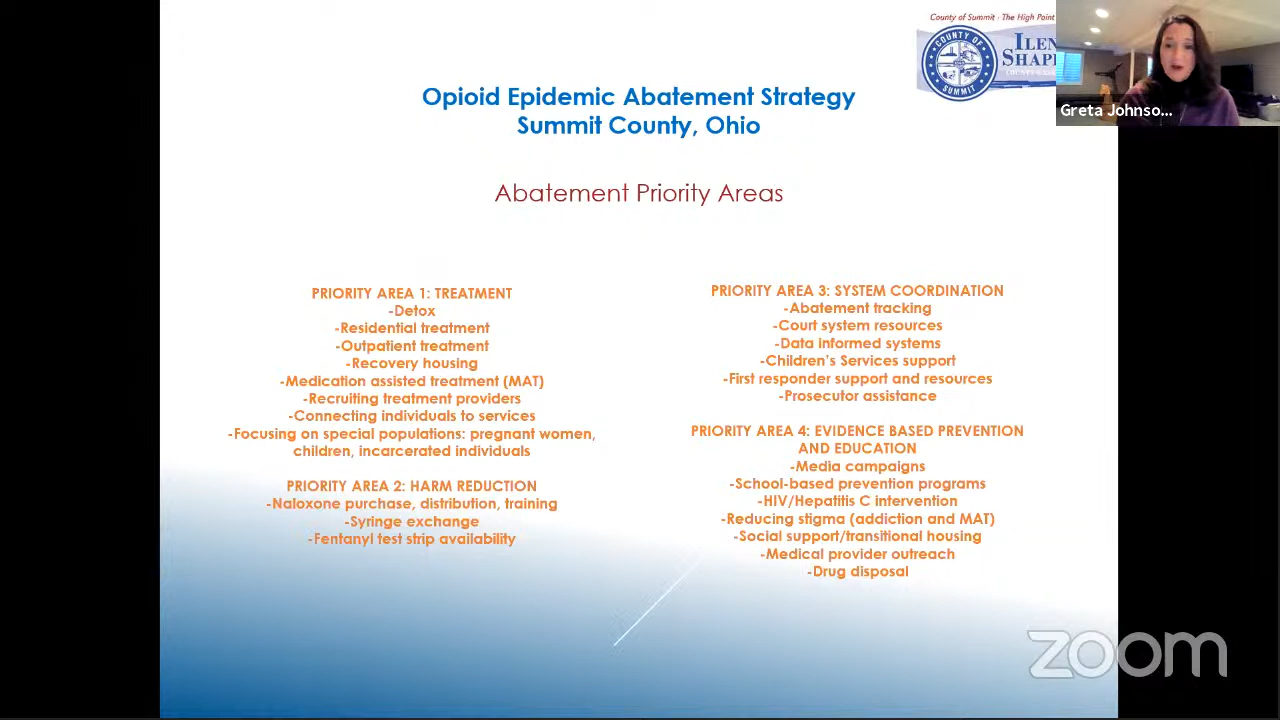 County of Summit · The High Point
COUNTY OF
SUMMIT
ILEN
SHAP
Greta Johnso...
Opioid Epidemic Abatement Strategy
Summit County, Ohio
Abatement Priority Areas
PRIORITY AREA 1: TREATMENT
-Detox
-Residential treatment
-Outpatient treatment
-Recovery housing
-Medication assisted treatment (MAT)
-Recruiting treatment providers
-Connecting individuals to services
-Focusing on special populations: pregnant women,
children, incarcerated individuals
PRIORITY AREA 2: HARM REDUCTION
-Naloxone purchase, distribution, training
-Syringe exchange
-Fentanyl test strip availability
PRIORITY AREA 3: SYSTEM COORDINATION
-Abatement tracking
-Court system resources
-Data informed systems
-Children's Services support
-First responder support and resources
-Prosecutor assistance
PRIORITY AREA 4: EVIDENCE BASED PREVENTION
AND EDUCATION
-Media campaigns
-School-based prevention programs
-HIV/Hepatitis C intervention
-Reducing stigma (addiction and MAT)
-Social support/transitional housing
-Medical provider outreach
-Drug disposal
zoom